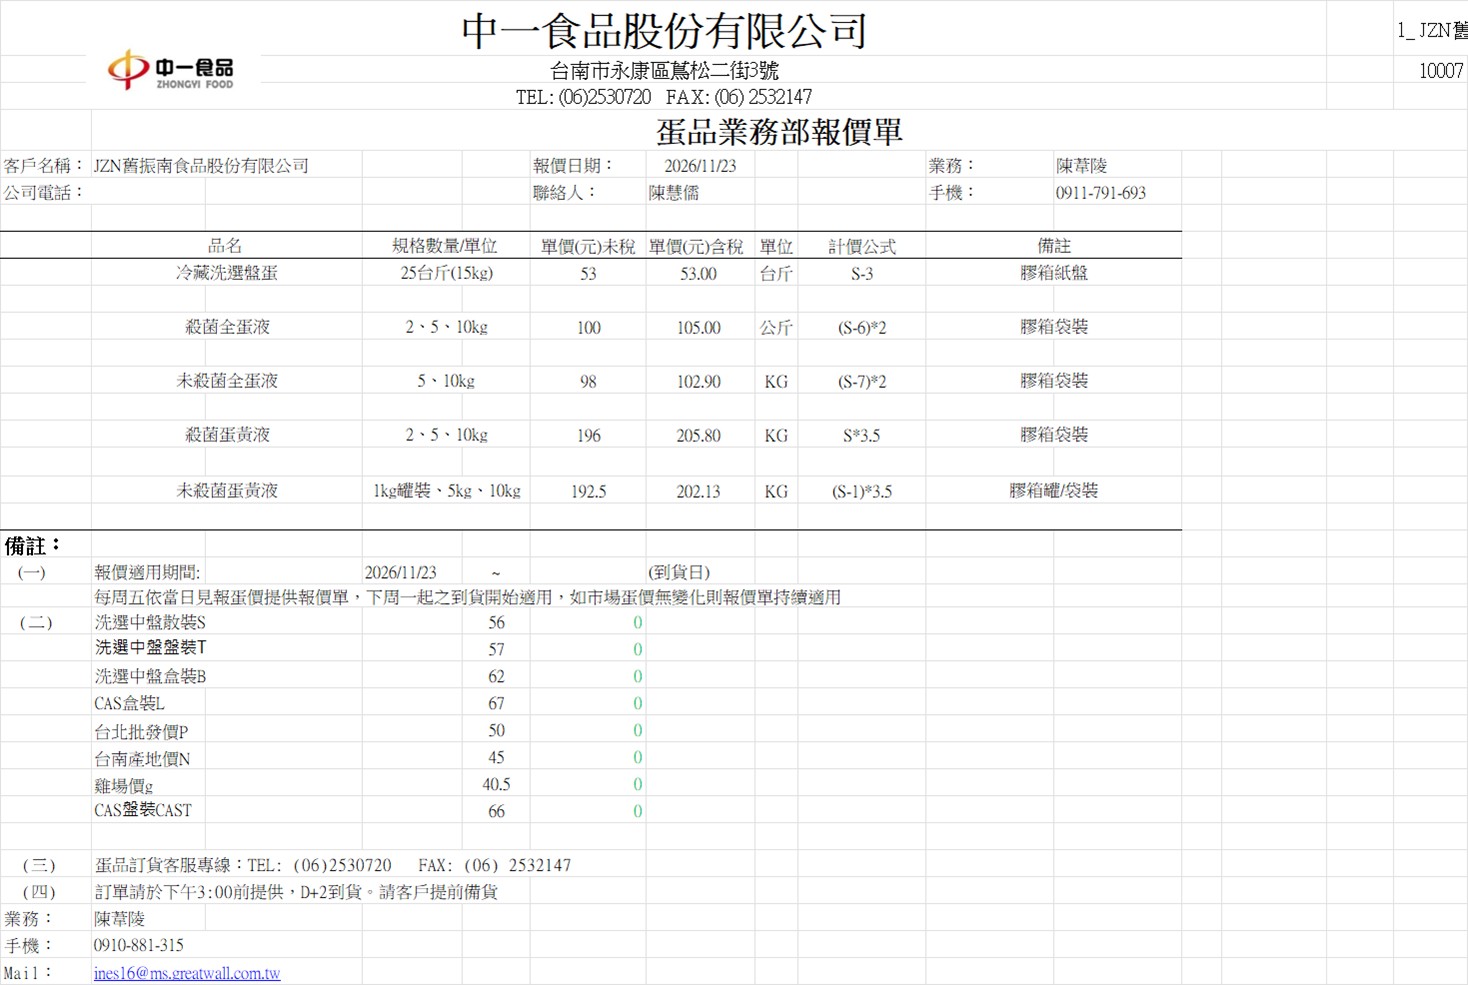 中一食品股份有限公司
1_JZN舊
中一食品
ZHONGYI FOOD
台南市永康區蔦松二街3號
10007
TEL:(06)2530720 FAX:(06) 2532147
蛋品業務部報價單
客戶名稱： JZN舊振南食品股份有限公司 報價日期： 2026/11/23 業務： 陳葦陵
公司電話： 聯絡人： 陳慧儒 手機： 0911-791-693
品名 規格數量/單位 單價(元)未稅 單價(元)含稅 單位 計價公式 備註
冷藏洗選盤蛋 25台斤(15kg) 53 53.00 台斤 S-3 膠箱紙盤
殺菌全蛋液 2、5、10kg 100 105.00 公斤 (S-6)*2 膠箱袋裝
未殺菌全蛋液 5、10kg 98 102.90 KG (S-7)*2 膠箱袋裝
殺菌蛋黃液 2、5、10kg 196 205.80 KG S*3.5 膠箱袋裝
未殺菌蛋黃液 1kg罐裝、5kg、10kg 192.5 202.13 KG (S-1)*3.5 膠箱罐/袋裝
備註：
(一) 報價適用期間: 2026/11/23 ~ (到貨日)
每周五依當日見報蛋價提供報價單，下周一起之到貨開始適用，如市場蛋價無變化則報價單持續適用
(二) 洗選中盤散裝S 56 0
洗選中盤盤裝T 57 0
洗選中盤盒裝B 62 0
CAS盒裝L 67 0
台北批發價P 50 0
台南產地價N 45 0
雞場價g 40.5 0
CAS盤裝CAST 66 0
(三) 蛋品訂貨客服專線：TEL: (06)2530720 FAX: (06) 2532147
(四) 訂單請於下午3:00前提供，D+2到貨。請客戶提前備貨
業務： 陳葦陵
手機： 0910-881-315
Mail： ines16@ms.greatwall.com.tw